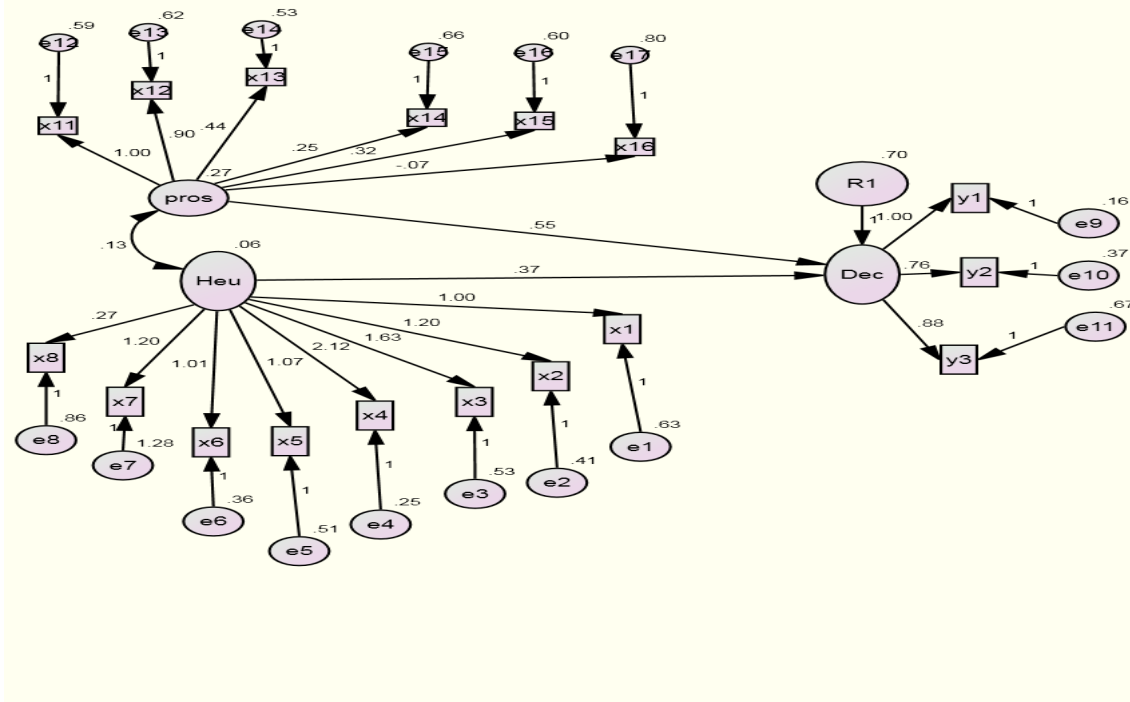 .59
.62
.53
e12
e13
e14
.66
.60
.80
e15
e16
e17
1
1
1
1
1
1
x11
x12
x13
x14
x15
x16
1.00
.90
.44
.25
.32
-.07
.27
pros
.13
.06
Heu
.55
.37
.70
R1
1
Dec
1.00
.76
.88
y1
y2
y3
1
1
1
e9
.16
e10
.37
e11
.67
.27
1.20
1.01
1.07
2.12
1.63
1.20
1.00
x8
x7
x6
x5
x4
x3
x2
x1
1
1
1
1
1
1
1
1
.86
1.28
.36
.51
.25
.53
.41
.63
e8
e7
e6
e5
e4
e3
e2
e1